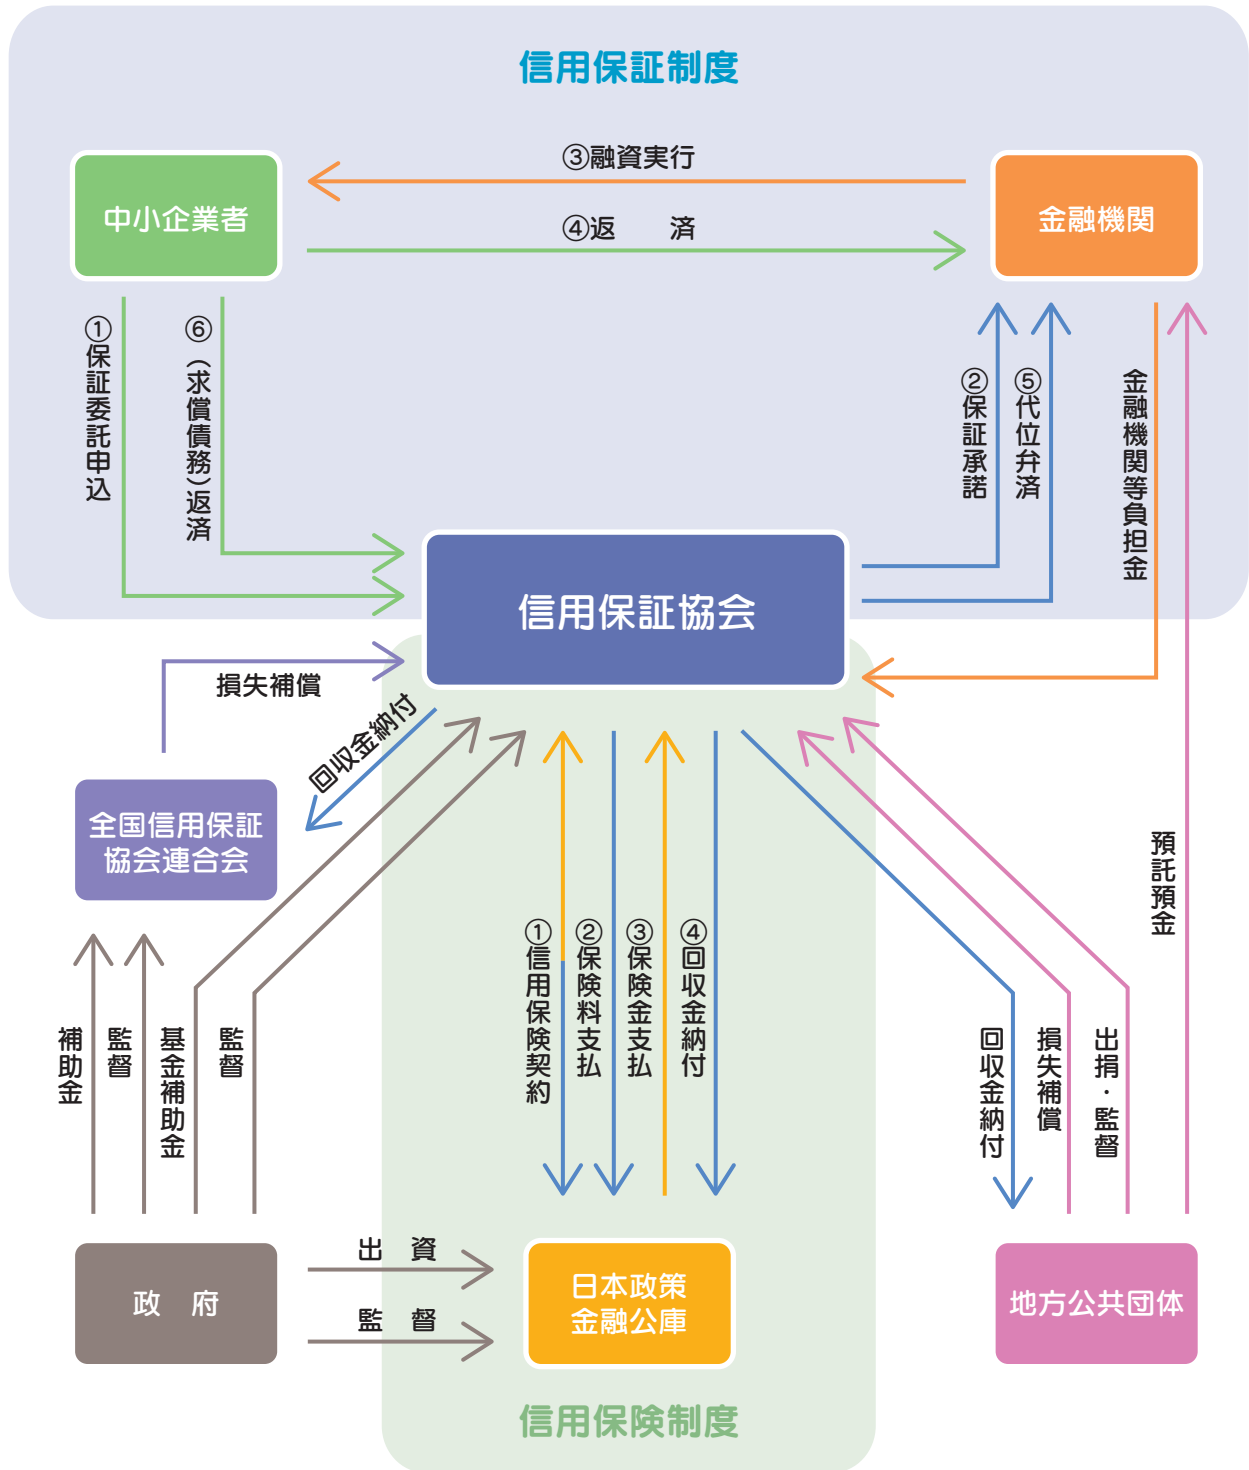 信用保証制度
③融資実行
中小企業者
金融機関
④返　　済
①保証委託申込
⑥(求償債務)返済
②保証承諾
⑤代位弁済
金融機関等負担金
信用保証協会
損失補償
回収金納付
全国信用保証
協会連合会
預託預金
①信用保険契約
②保険料支払
③保険金支払
④回収金納付
補助金
監督
基金補助金
監督
回収金納付
損失補償
出捐・監督
出　資
政　府
日本政策
金融公庫
地方公共団体
監　督
信用保険制度